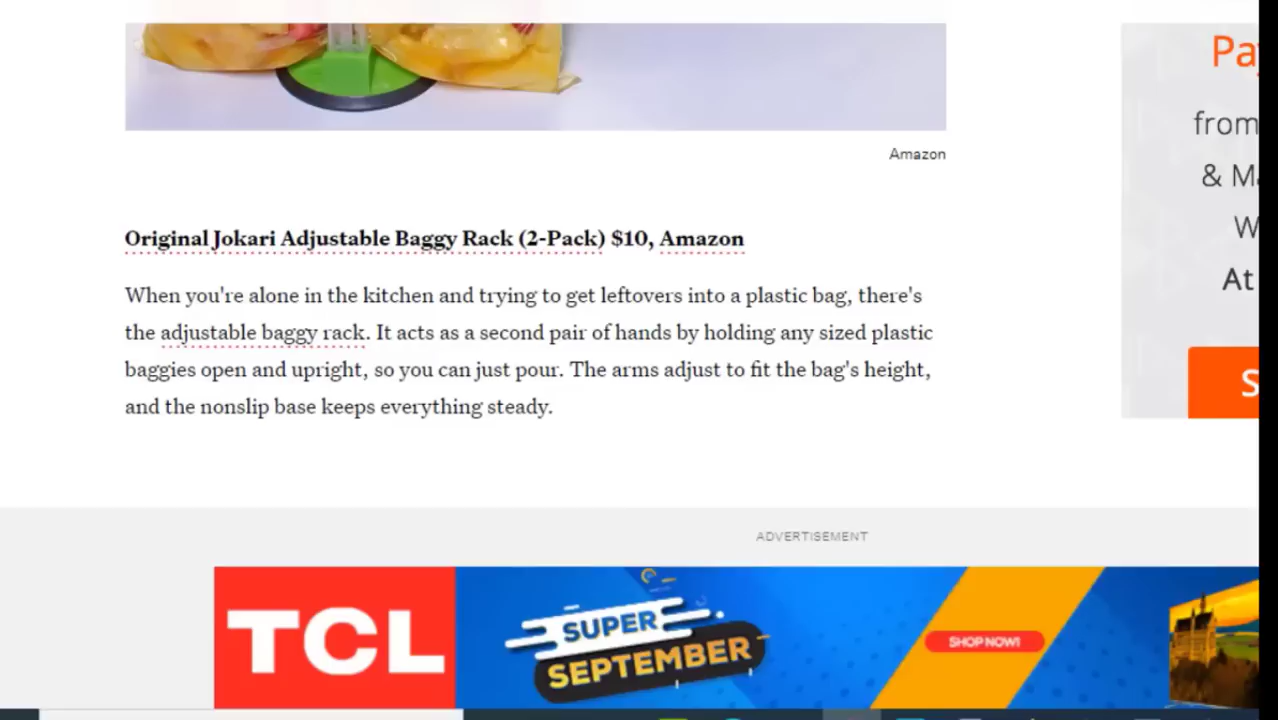 Amazon
Original Jokari Adjustable Baggy Rack (2-Pack) $10, Amazon
When you're alone in the kitchen and trying to get leftovers into a plastic bag, there's
the adjustable baggy rack. It acts as a second pair of hands by holding any sized plastic
baggies open and upright, so you can just pour. The arms adjust to fit the bag's height,
and the nonslip base keeps everything steady.
from
&
At
ADVERTISEMENT
TCL
SUPER
SEPTEMBER
SHOP NOW!